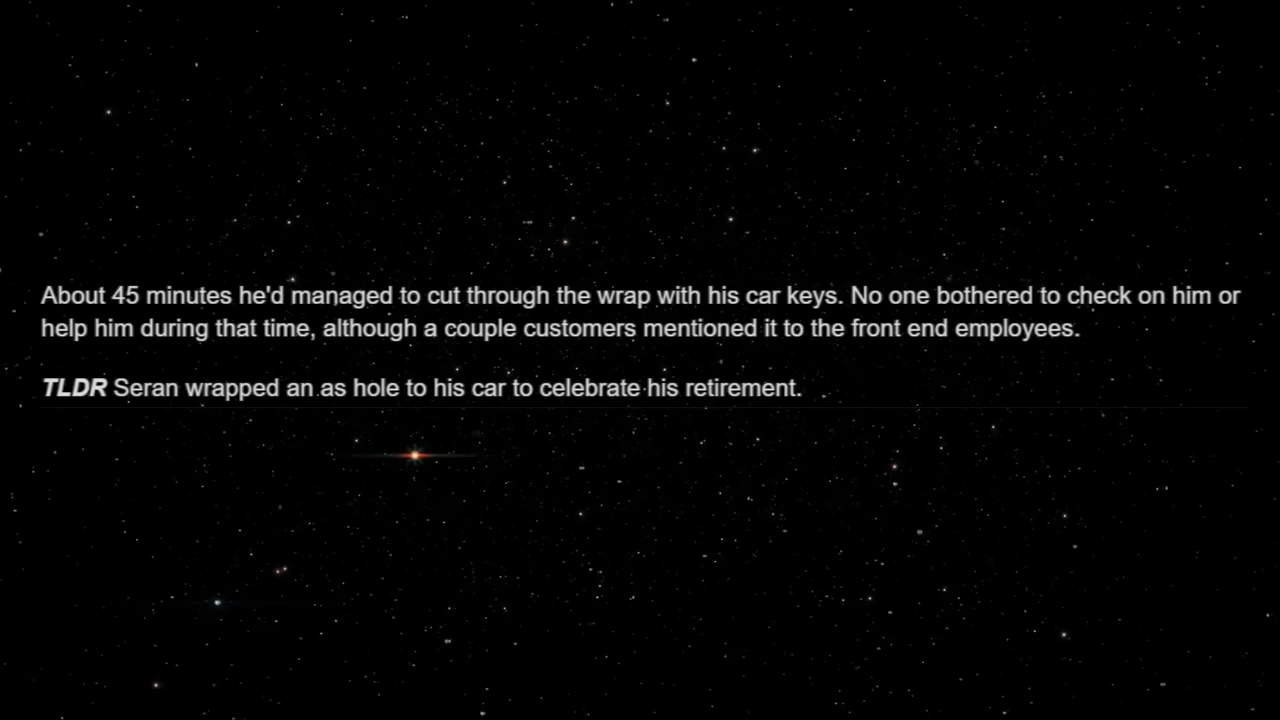 About 45 minutes he'd managed to cut through the wrap with his car keys. No one bothered to check on him or
help him during that time, although a couple customers mentioned it to the front end employees.
TLDR Seran wrapped an as hole to his car to celebrate his retirement.